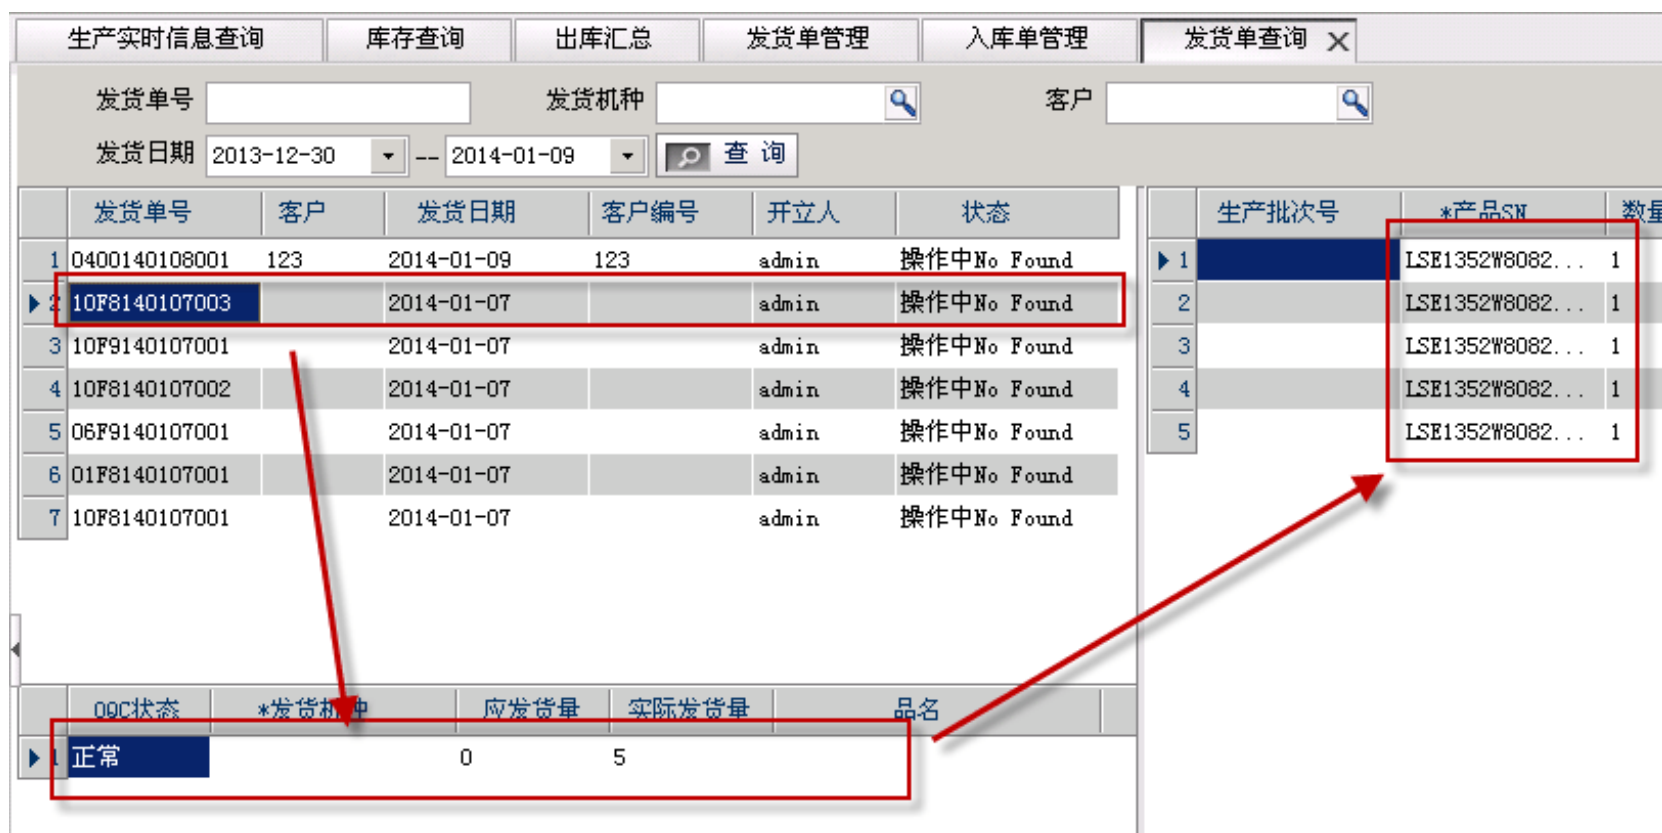 生产实时信息查询 库存查询 出库汇总 发货单管理 入库单管理 发货单查询
发货单号 发货机种 客户
发货日期 2013-12-30 -- 2014-01-09 查 询
发货单号 客户 发货日期 客户编号 开立人 状态 生产批次号 *产品SN 数量
1 0400140108001 123 2014-01-09 123 admin 操作中No Found 1 LSE1352W8082... 1
2 10F8140107003 2014-01-07 admin 操作中No Found 2 LSE1352W8082... 1
3 10F9140107001 2014-01-07 admin 操作中No Found 3 LSE1352W8082... 1
4 10F8140107002 2014-01-07 admin 操作中No Found 4 LSE1352W8082... 1
5 06F9140107001 2014-01-07 admin 操作中No Found 5 LSE1352W8082... 1
6 01F8140107001 2014-01-07 admin 操作中No Found
7 10F8140107001 2014-01-07 admin 操作中No Found
OQC状态 *发货机种 应发货量 实际发货量 品名
1 正常 0 5